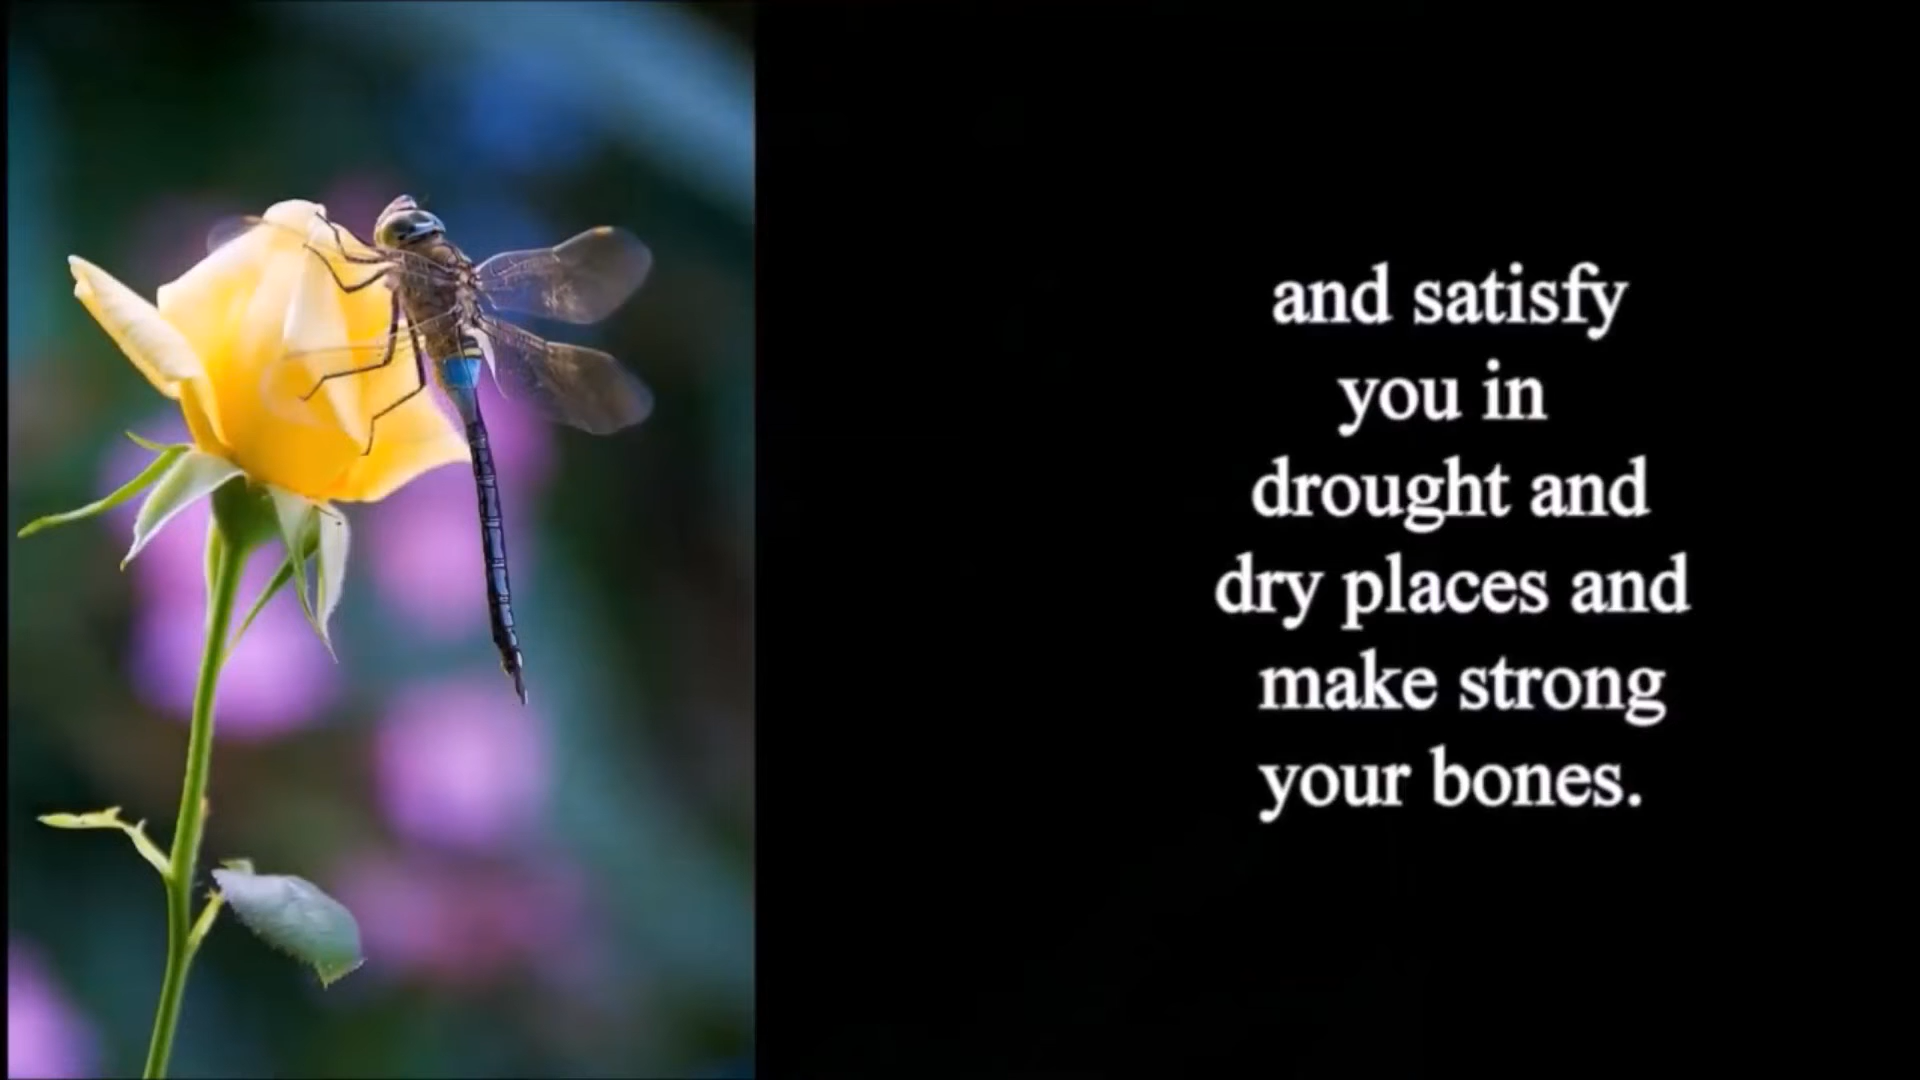 and satisfy
you in
drought and
dry places and
make strong
your bones.